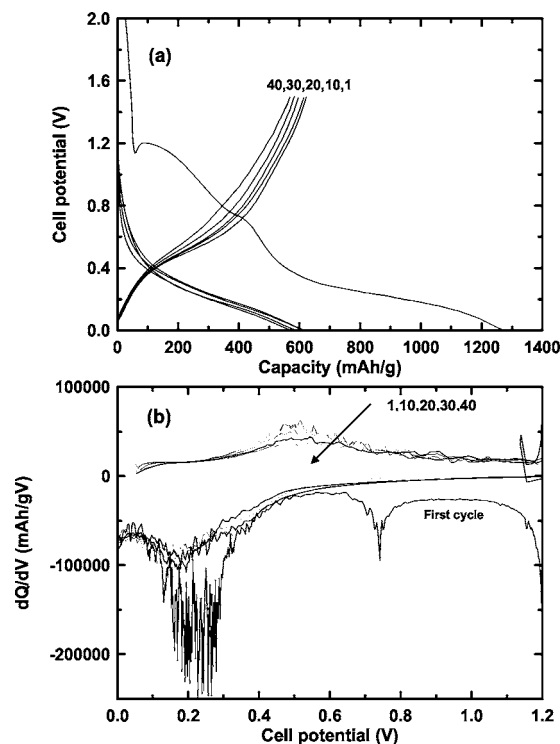 2.0
(a)
40,30,20,10,1
1.6
1.2
0.8
0.4
0.0
Cell potential (V)
0 200 400 600 800 1000 1200 1400
Capacity (mAh/g)
100000
(b)
1,10,20,30,40
0
First cycle
-100000
-200000
dQ/dV (mAh/gV)
0.0 0.2 0.4 0.6 0.8 1.0 1.2
Cell potential (V)